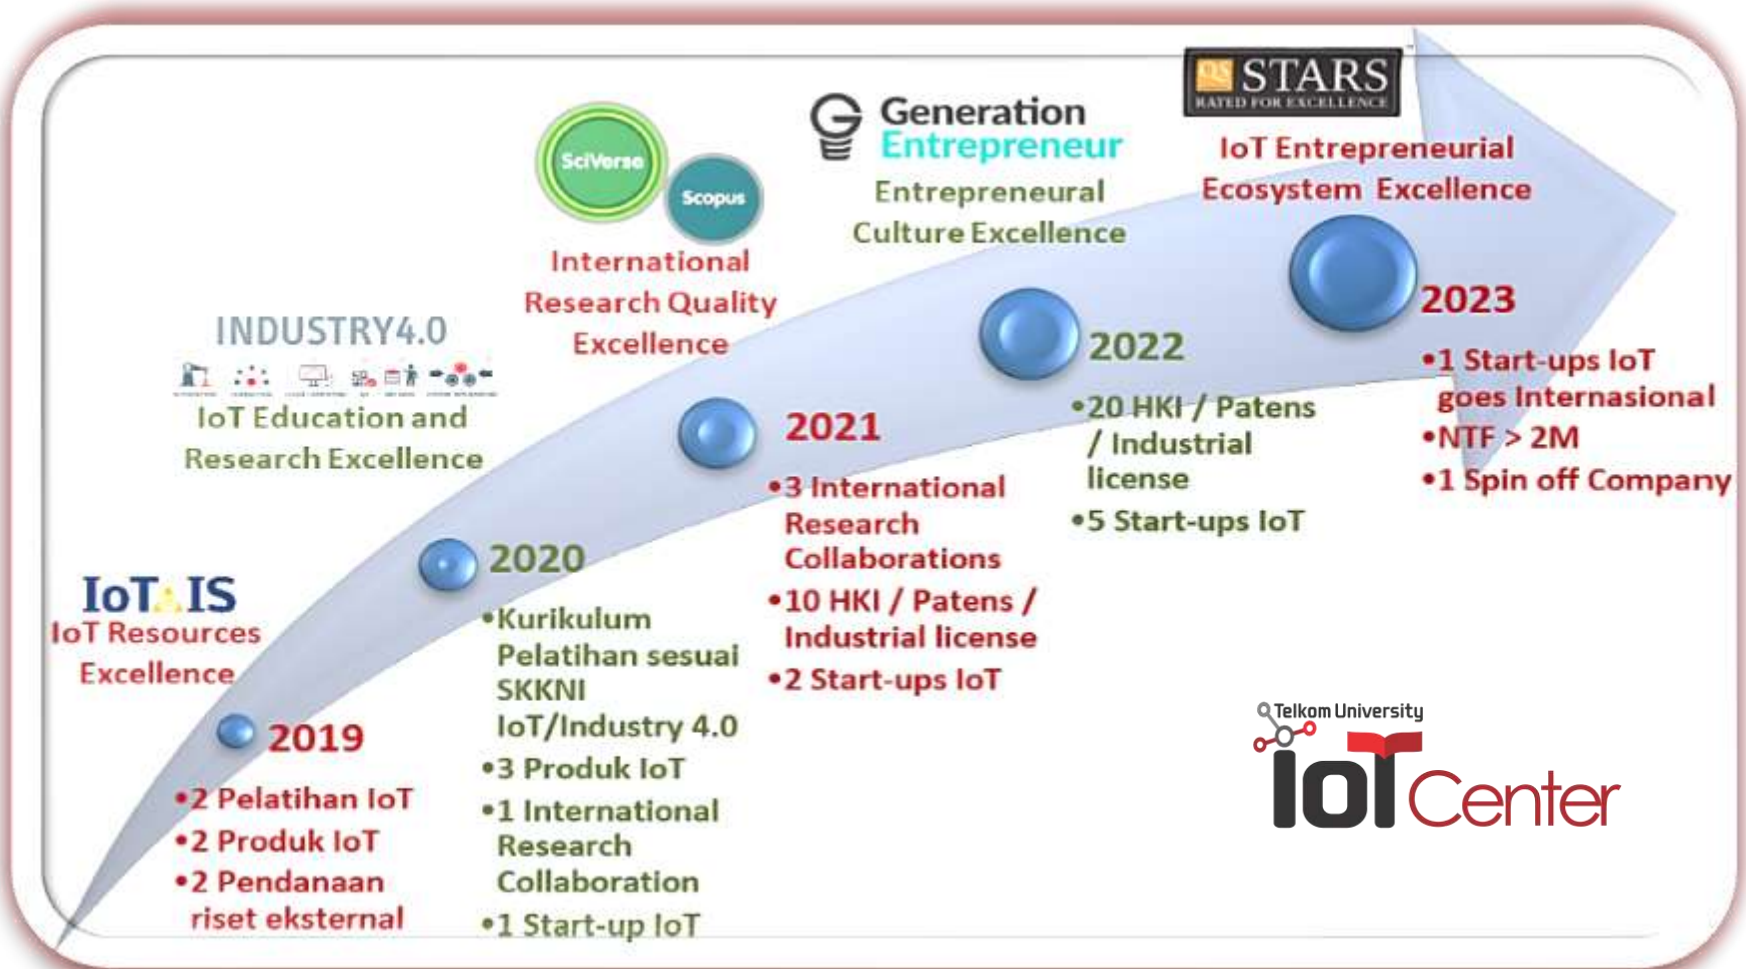 IoT IS
IoT Resources
Excellence
2019
•2 Pelatihan IoT
•2 Produk IoT
•2 Pendanaan
riset eksternal
INDUSTRY4.0
IoT Education and
Research Excellence
2020
•Kurikulum
Pelatihan sesuai
SKKNI
IoT/Industry 4.0
•3 Produk IoT
•1 International
Research
Collaboration
•1 Start-up IoT
SciVerse
Scopus
International
Research Quality
Excellence
2021
•3 International
Research
Collaborations
•10 HKI / Patens /
Industrial license
•2 Start-ups IoT
Generation
Entrepreneur
Entrepreneural
Culture Excellence
2022
•20 HKI / Patens
/ Industrial
license
•5 Start-ups IoT
QS STARS
RATED FOR EXCELLENCE
IoT Entrepreneurial
Ecosystem Excellence
2023
•1 Start-ups IoT
goes Internasional
•NTF > 2M
•1 Spin off Company
Telkom University
IoT Center